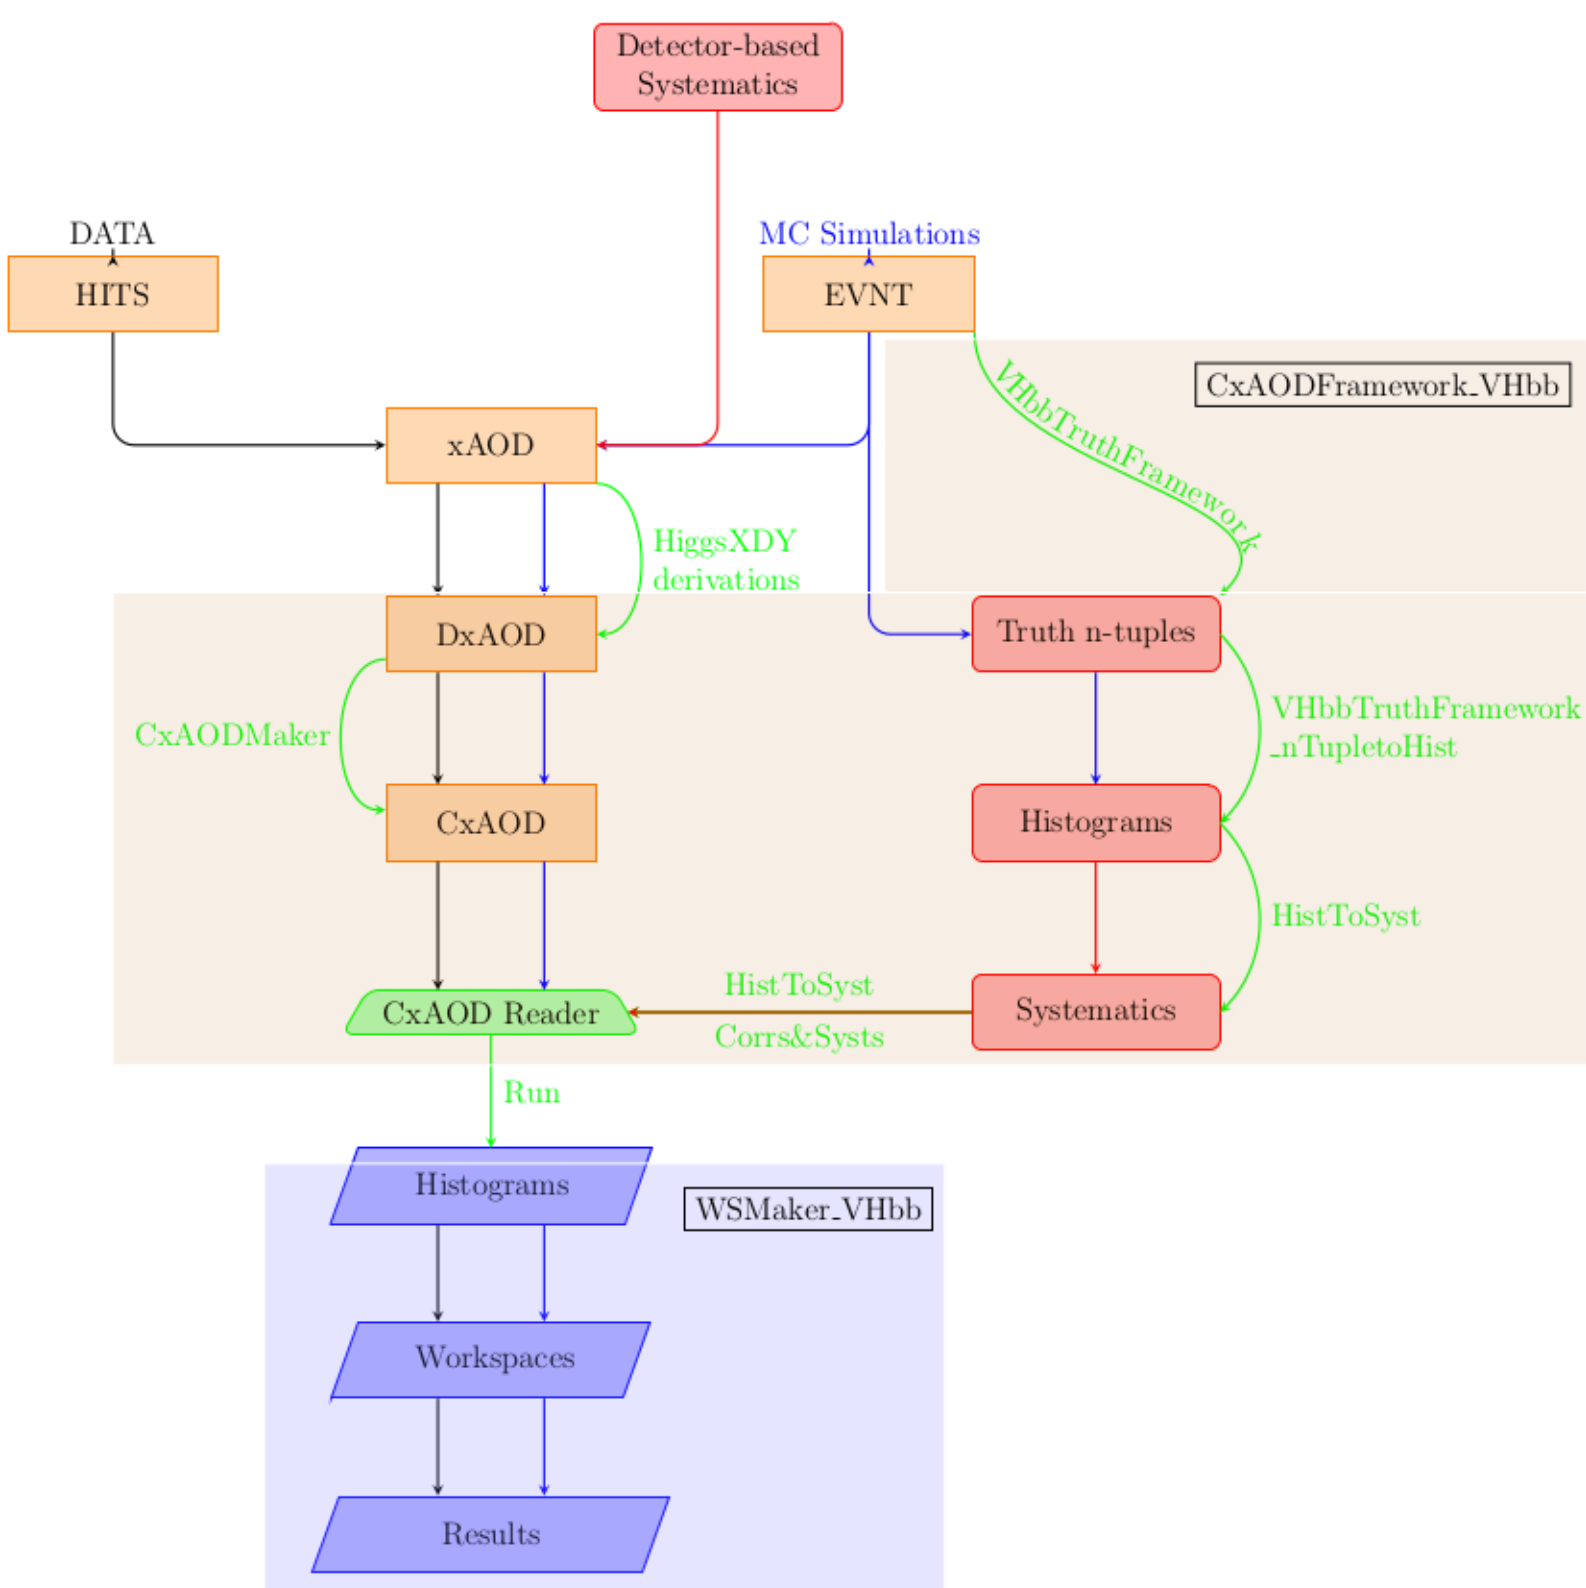 Detector-based
Systematics
DATA
MC Simulations
HITS
EVNT
CxAODFramework_VHbb
VHbbTruthFramework
xAOD
HiggsXDY
derivations
DxAOD
Truth n-tuples
CxAODMaker
VHbbTruthFramework
_nTupletoHist
CxAOD
Histograms
HistToSyst
HistToSyst
CxAOD Reader
Systematics
Corrs&Systs
Run
Histograms
WSMaker_VHbb
Workspaces
Results